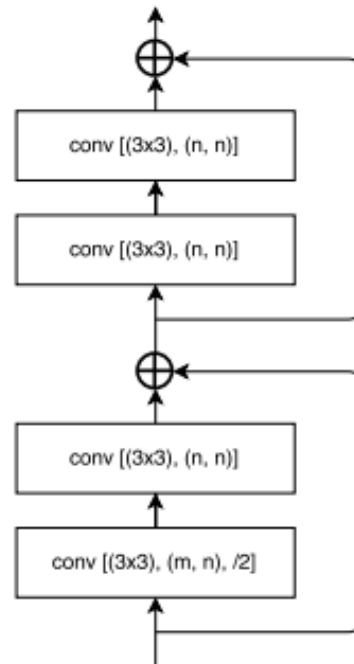 conv [(3x3), (n, n)]
conv [(3x3), (n, n)]
conv [(3x3), (n, n)]
conv [(3x3), (m, n), /2]